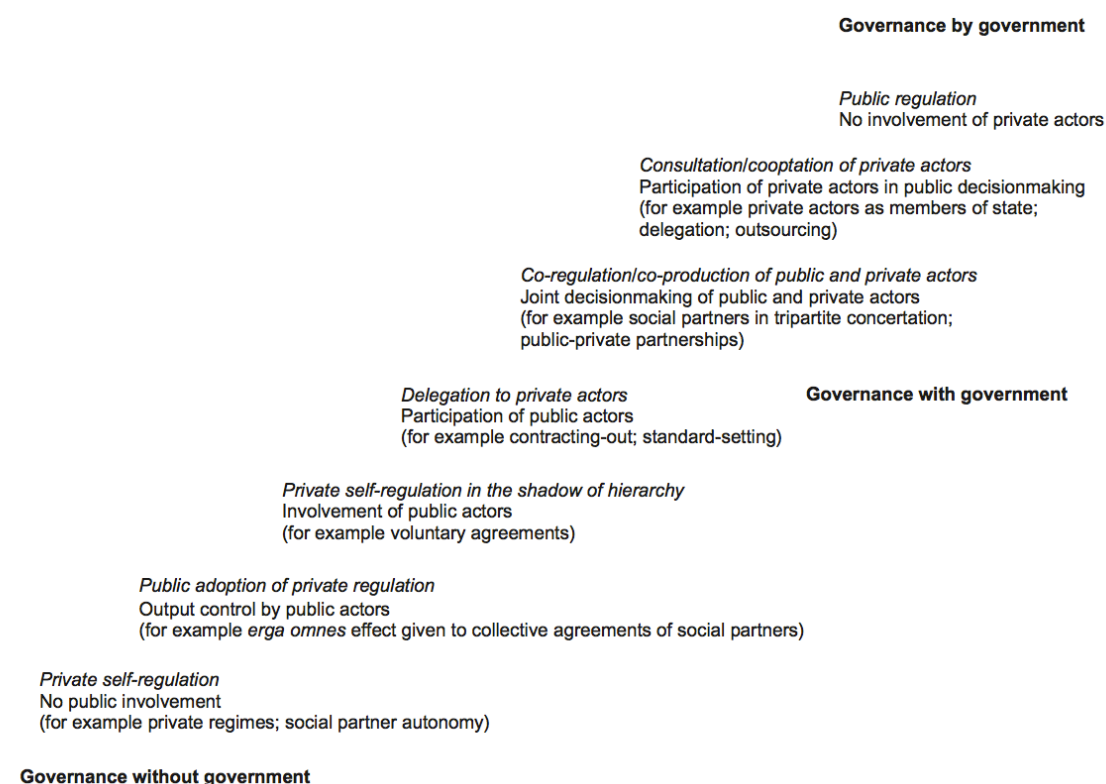 Governance by government
Public regulation
No involvement of private actors
Consultation/cooptation of private actors
Participation of private actors in public decisionmaking
(for example private actors as members of state;
delegation; outsourcing)
Co-regulation/co-production of public and private actors
Joint decisionmaking of public and private actors
(for example social partners in tripartite concertation;
public-private partnerships)
Delegation to private actors
Governance with government
Participation of public actors
(for example contracting-out; standard-setting)
Private self-regulation in the shadow of hierarchy
Involvement of public actors
(for example voluntary agreements)
Public adoption of private regulation
Output control by public actors
(for example erga omnes effect given to collective agreements of social partners)
Private self-regulation
No public involvement
(for example private regimes; social partner autonomy)
Governance without government